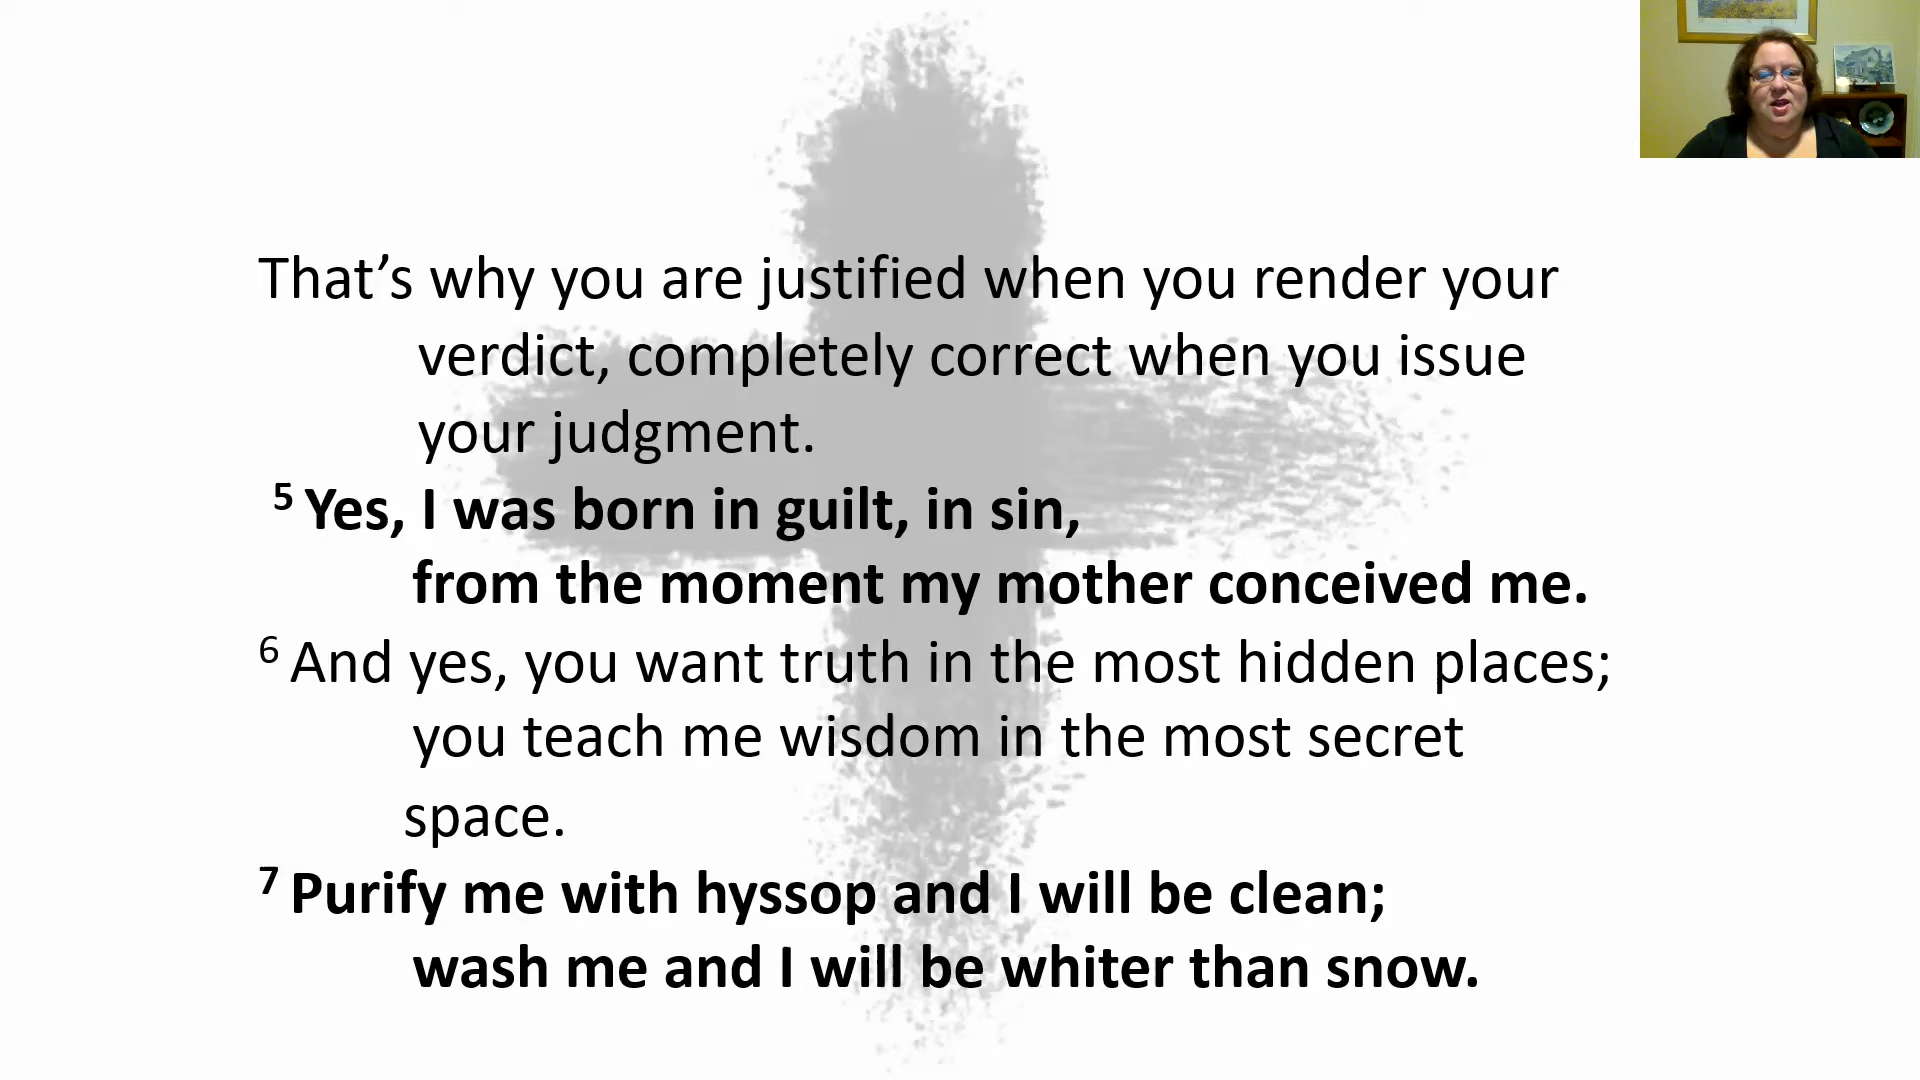 That’s why you are justified when you render your
verdict, completely correct when you issue
your judgment.
5 Yes, I was born in guilt, in sin,
from the moment my mother conceived me.
6 And yes, you want truth in the most hidden places;
you teach me wisdom in the most secret
space.
7 Purify me with hyssop and I will be clean;
wash me and I will be whiter than snow.